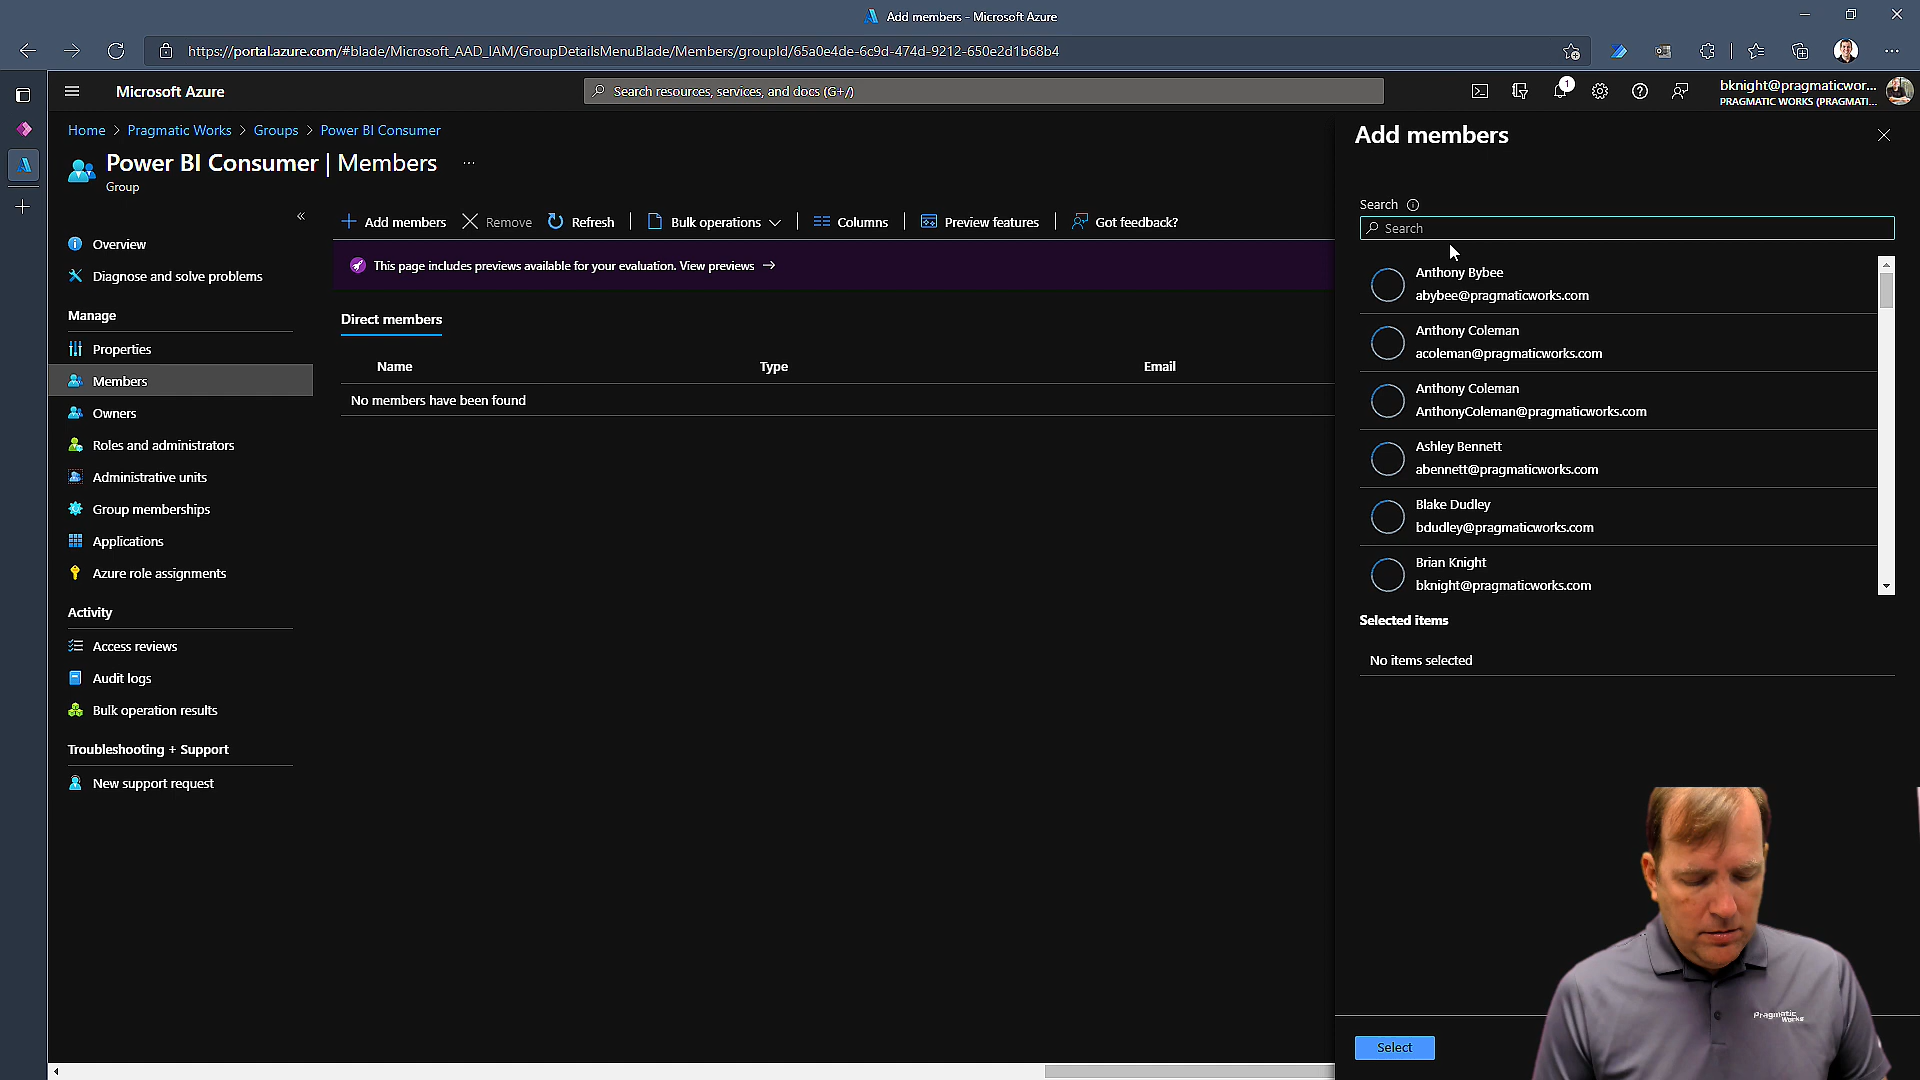 Add members - Microsoft Azure
https://portal.azure.com/#blade/Microsoft_AAD_IAM/GroupDetailsMenuBlade/Members/groupId/65a0e4de-6c9d-474d-9212-650e2d1b68b4
Microsoft Azure
Search resources, services, and docs (G+/)
1
bknight@pragmaticwor...
PRAGMATIC WORKS (PRAGMATI...
Home > Pragmatic Works > Groups > Power BI Consumer
Power BI Consumer | Members ...
Group
«
Overview
Diagnose and solve problems
Manage
Properties
Members
Owners
Roles and administrators
Administrative units
Group memberships
Applications
Azure role assignments
Activity
Access reviews
Audit logs
Bulk operation results
Troubleshooting + Support
New support request
Add members
Remove
Refresh
Bulk operations
Columns
Preview features
Got feedback?
This page includes previews available for your evaluation. View previews →
Direct members
Name Type Email
No members have been found
Add members
Search
Search
Anthony Bybee
abybee@pragmaticworks.com
Anthony Coleman
acoleman@pragmaticworks.com
Anthony Coleman
AnthonyColeman@pragmaticworks.com
Ashley Bennett
abennett@pragmaticworks.com
Blake Dudley
bdudley@pragmaticworks.com
Brian Knight
bknight@pragmaticworks.com
Selected items
No items selected
Select
Pragmatic
Works